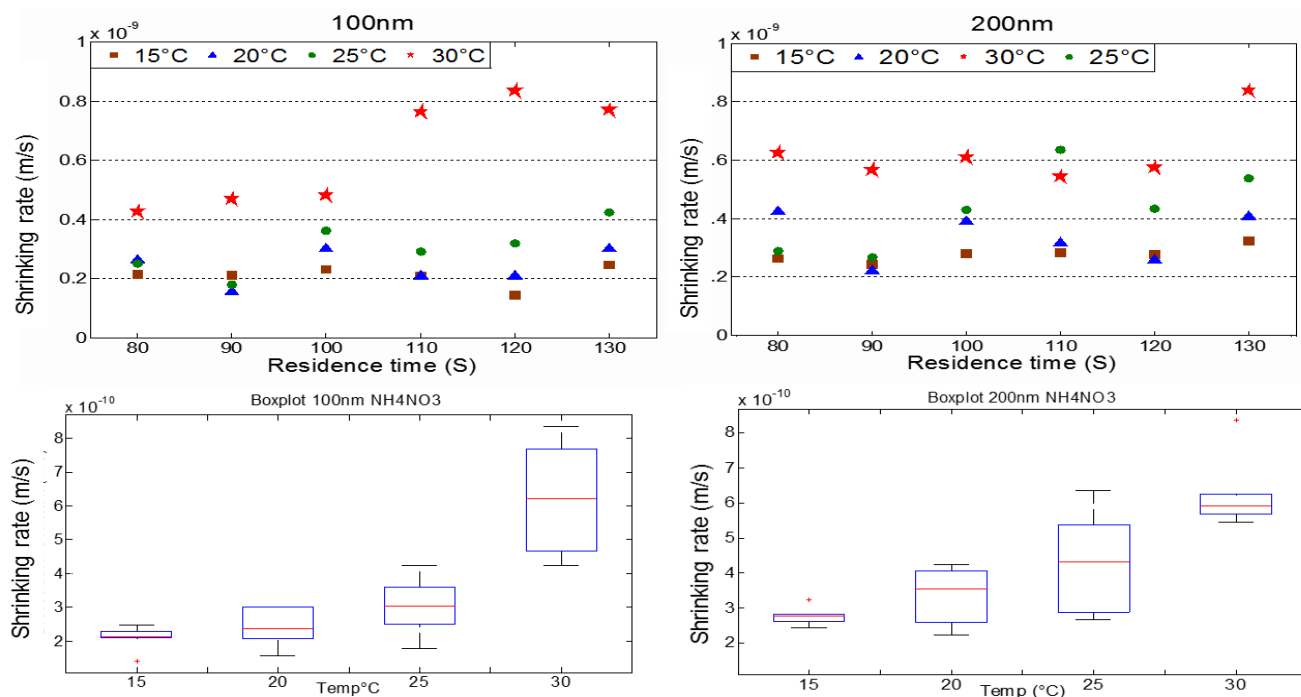 100nm
x 10^-9
15°C 20°C 25°C 30°C
1
0.8
0.6
0.4
0.2
0
Shrinking rate (m/s)
80 90 100 110 120 130
Residence time (S)
200nm
x 10^-9
15°C 20°C 30°C 25°C
1
.8
.6
.4
.2
0
Shrinking rate (m/s)
80 90 100 110 120 130
Residence time (S)
x 10^-10
Boxplot 100nm NH4NO3
8
7
6
5
4
3
2
Shrinking rate (m/s)
15 20 25 30
Temp°C
x 10^-10
Boxplot 200nm NH4NO3
8
7
6
5
4
3
2
Shrinking rate (m/s)
15 20 25 30
Temp (°C)